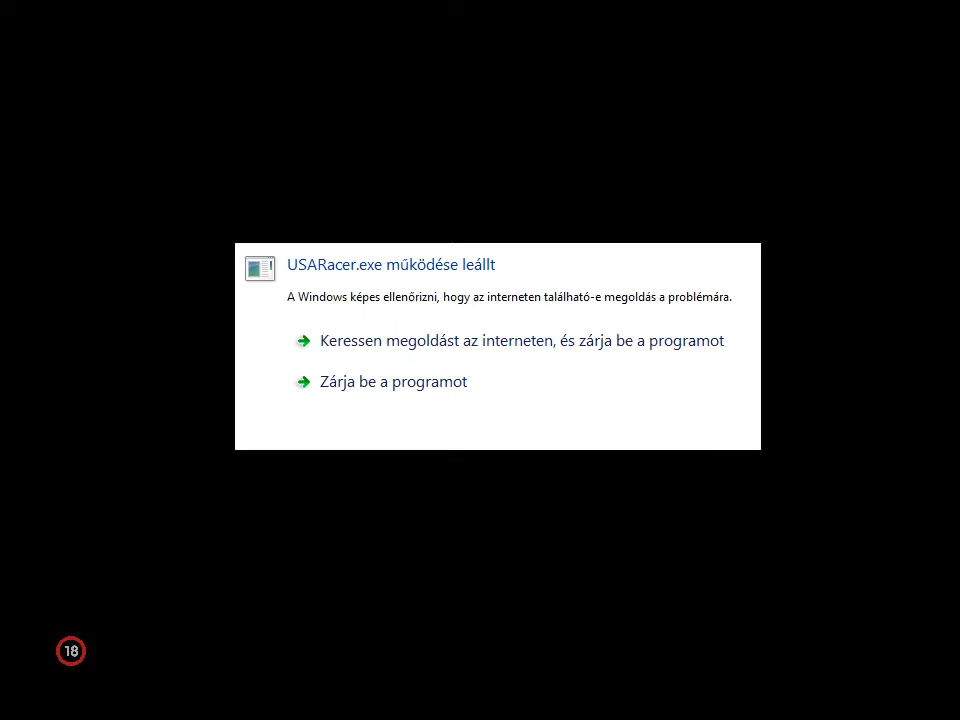 USARacer.exe működése leállt
A Windows képes ellenőrizni, hogy az interneten található-e megoldás a problémára.
Keressen megoldást az interneten, és zárja be a programot
Zárja be a programot
18